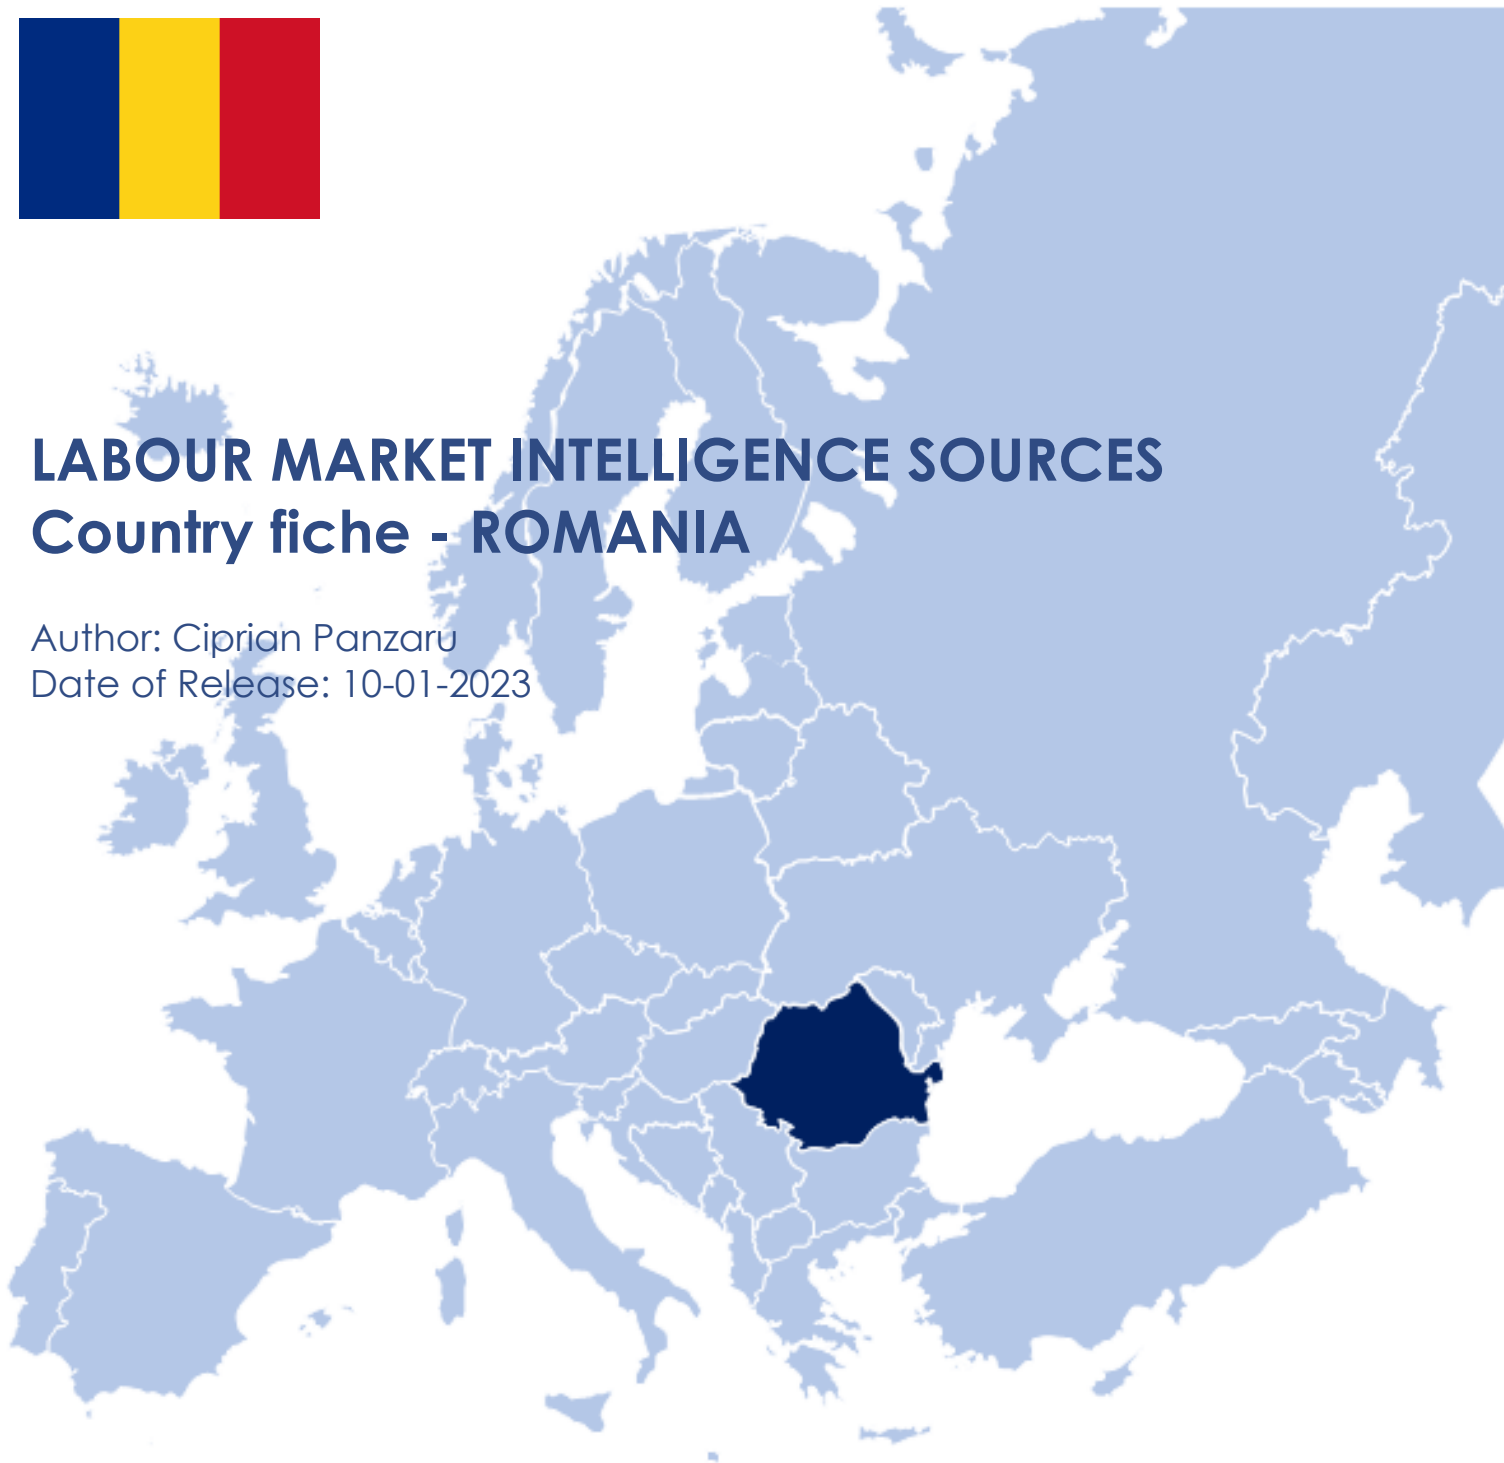 LABOUR MARKET INTELLIGENCE SOURCES
Country fiche - ROMANIA
Author: Ciprian Panzaru
Date of Release: 10-01-2023